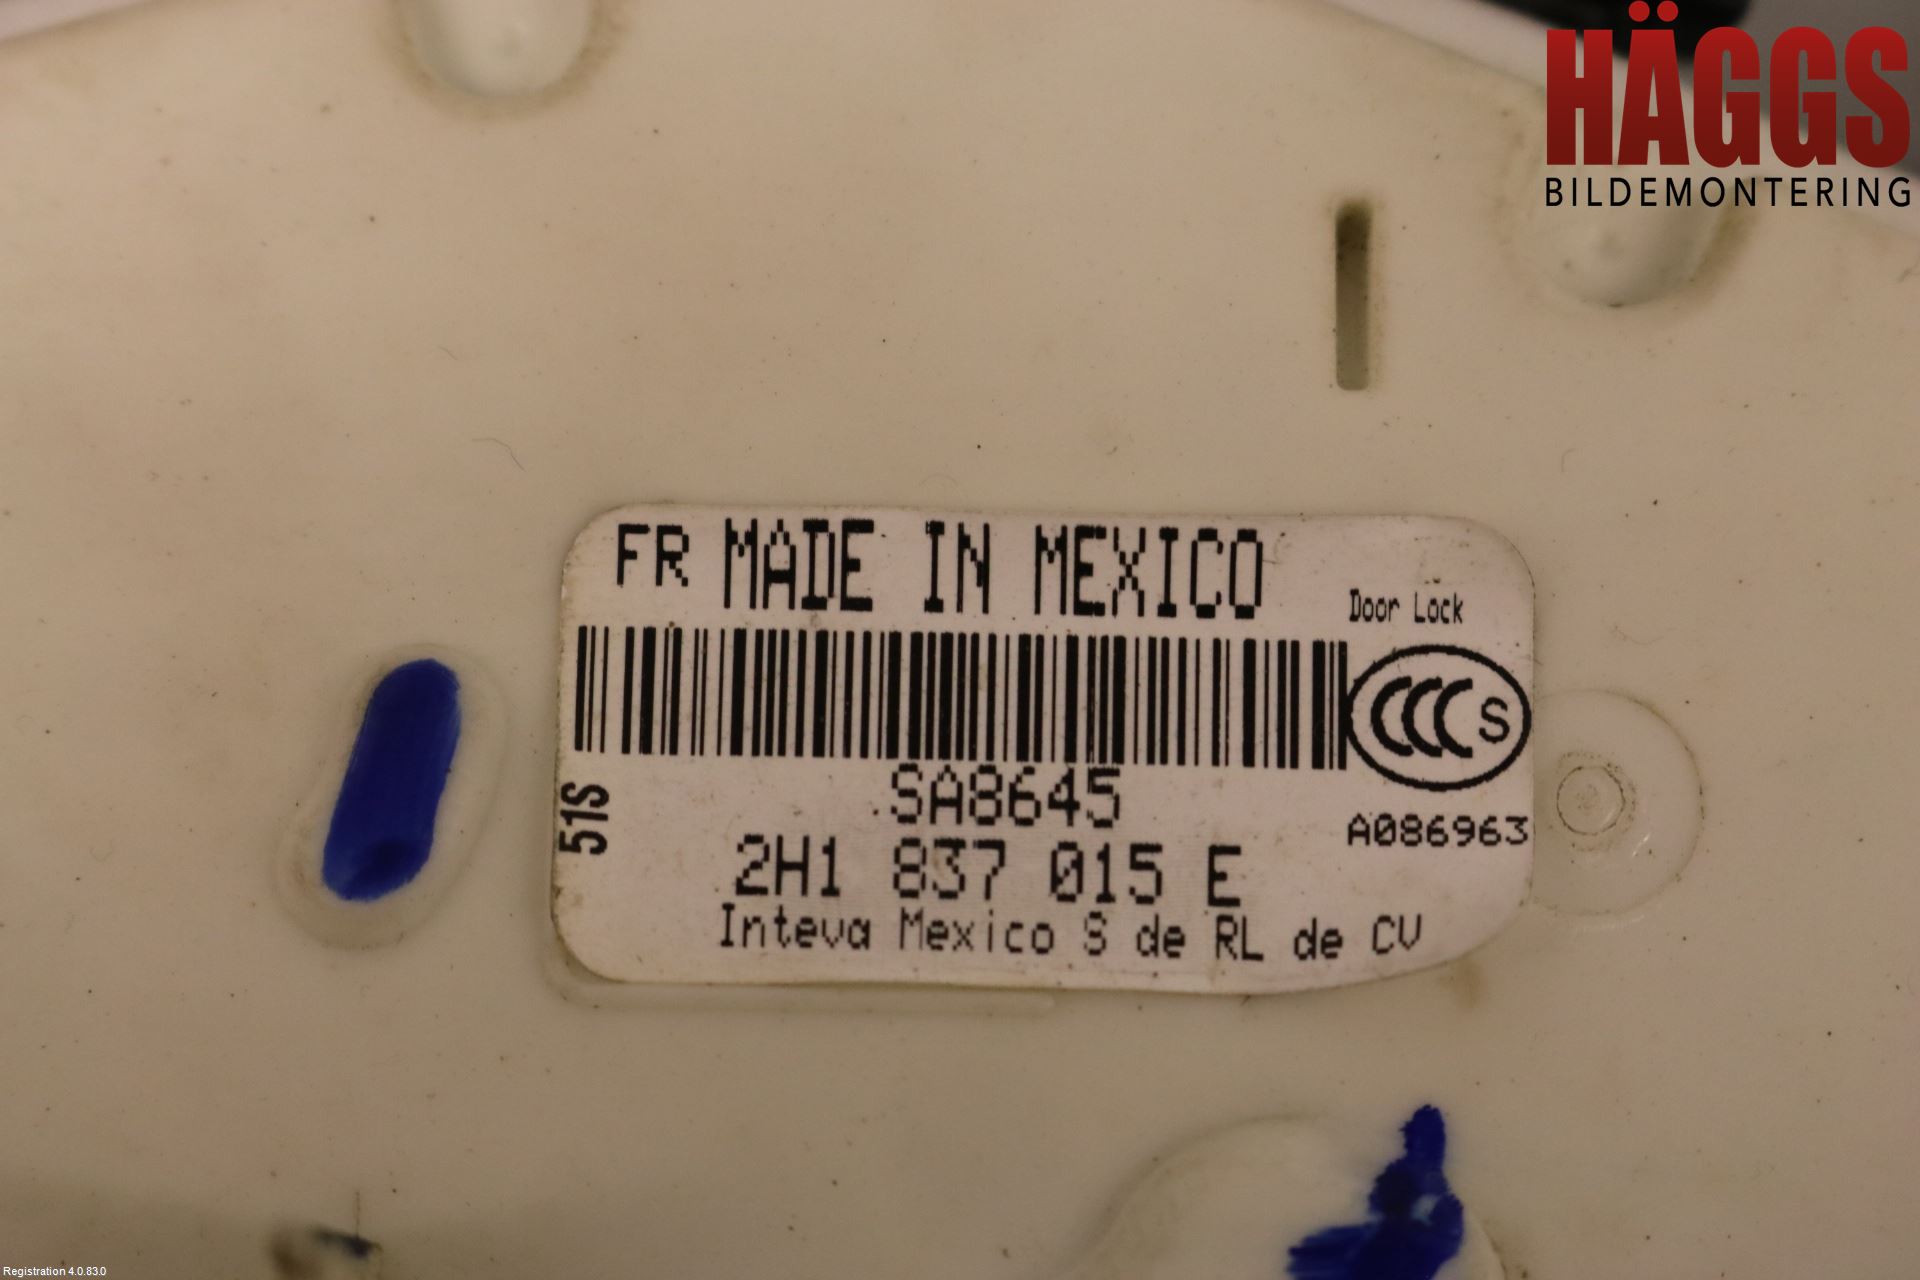 HÄGGS
BILDEMONTERING
FR MADE IN MEXICO
Door Lock
CCC S
SA8645
51S
A086963
2H1 837 015 E
Inteva Mexico S de RL de CV
Registration 4.0.83.0